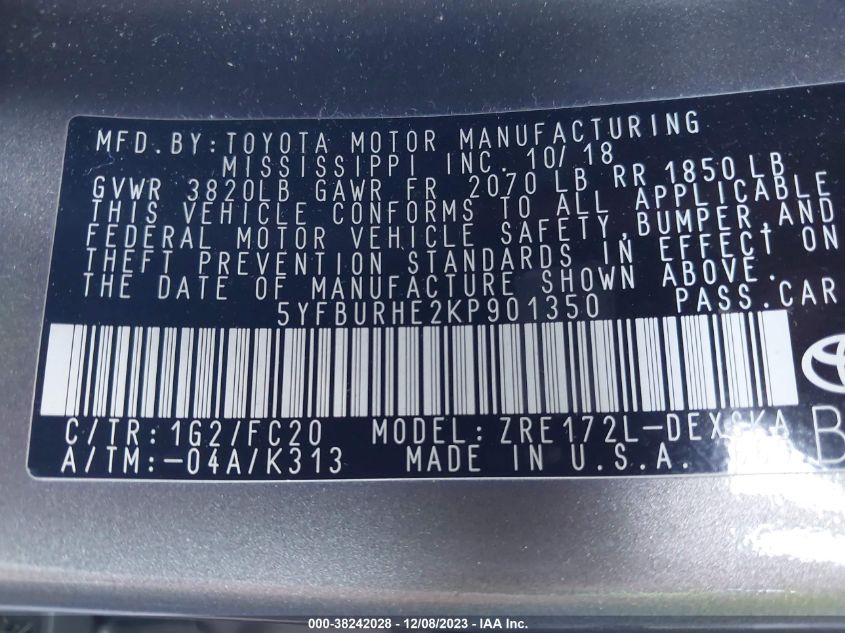 MFD.BY:TOYOTA MOTOR MANUFACTURING
MISSISSIPPI INC. 10/18
GVWR 3820LB GAWR FR 2070 LB RR 1850LB
THIS VEHICLE CONFORMS TO ALL APPLICABLE
FEDERAL MOTOR VEHICLE SAFETY,BUMPER,AND
THEFT PREVENTION STANDARDS IN EFFECT ON
THE DATE OF MANUFACTURE SHOWN ABOVE.
5YFBURHE2KP901350 PASS.CAR
C/TR:1G2/FC20 MODEL:ZRE172L-DEXSKA
A/TM:-04A/K313 MADE IN U.S.A.
000-38242028 - 12/08/2023 - IAA Inc.